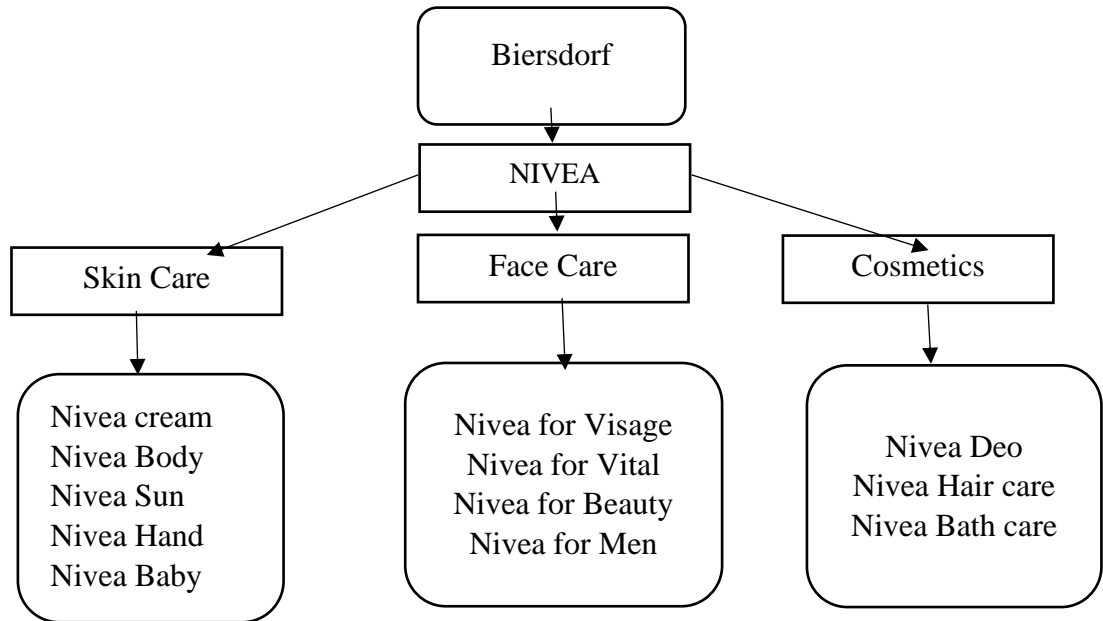 Biersdorf
NIVEA
Skin Care
Face Care
Cosmetics
Nivea cream
Nivea Body
Nivea Sun
Nivea Hand
Nivea Baby
Nivea for Visage
Nivea for Vital
Nivea for Beauty
Nivea for Men
Nivea Deo
Nivea Hair care
Nivea Bath care